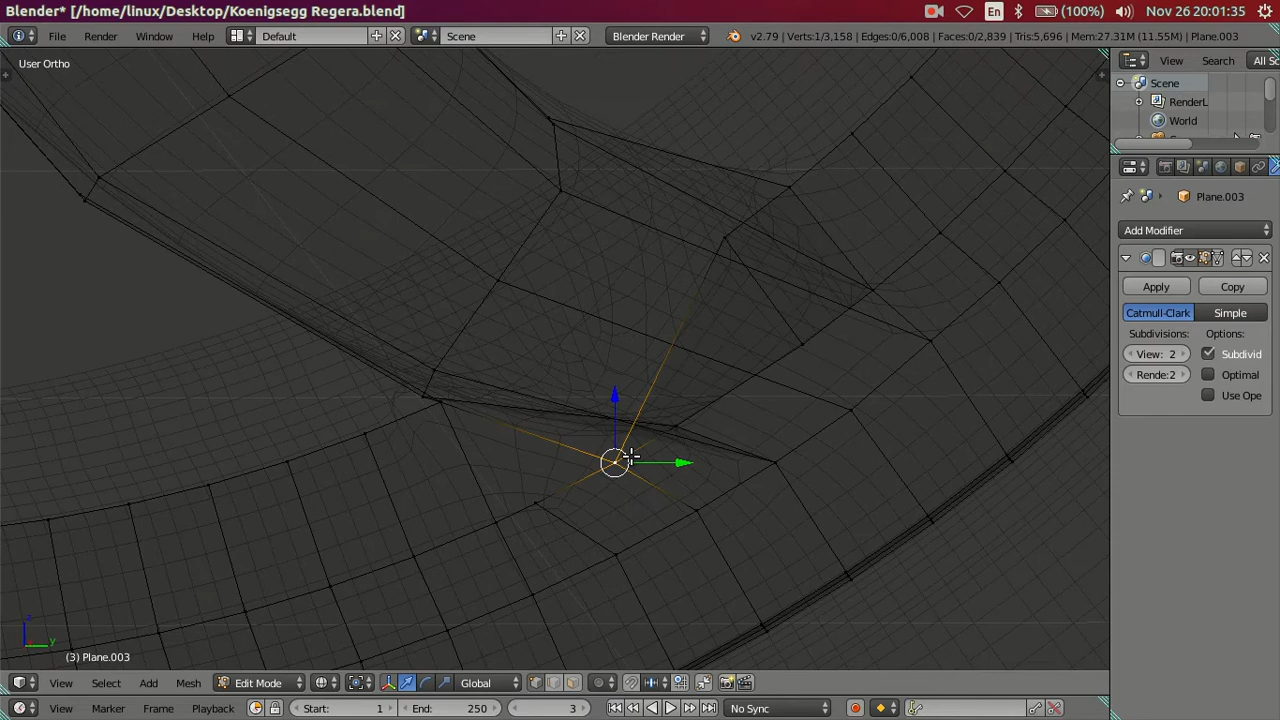 Blender* [/home/linux/Desktop/Koenigsegg Regera.blend] En (100%) Nov 26 20:01:35
File Render Window Help Default Scene Blender Render v2.79 | Verts:1/3,158 | Edges:0/6,008 | Faces:0/2,839 | Tris:5,696 | Mem:27.31M (11.55M) | Plane.003
User Ortho
View Search All Sc
Scene
RenderL
World
Plane.003
Add Modifier
Apply Copy
Catmull-Clark Simple
Subdivisions: Options:
View: 2 Subdivid
Rende:2 Optimal
Use Ope
z
y
(3) Plane.003
View Select Add Mesh Edit Mode Global
View Marker Frame Playback Start: 1 End: 250 3 No Sync